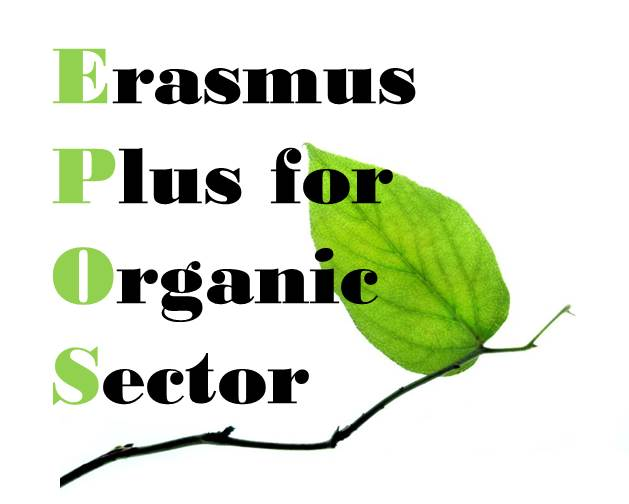 Erasmus
Plus for
Organic
Sector